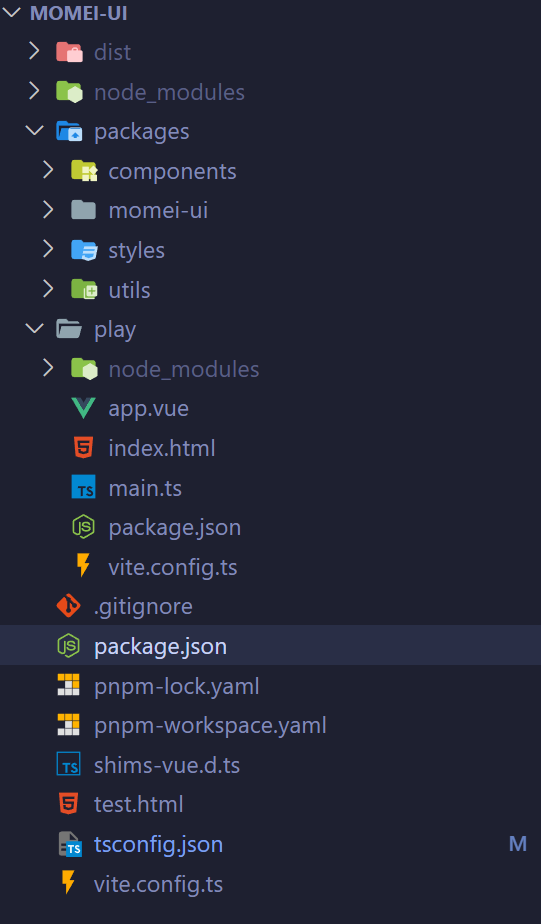 MOMEI-UI
dist
node_modules
packages
components
momei-ui
styles
utils
play
node_modules
app.vue
index.html
TS main.ts
JS package.json
vite.config.ts
.gitignore
JS package.json
pnpm-lock.yaml
pnpm-workspace.yaml
TS shims-vue.d.ts
test.html
TS tsconfig.json M
vite.config.ts